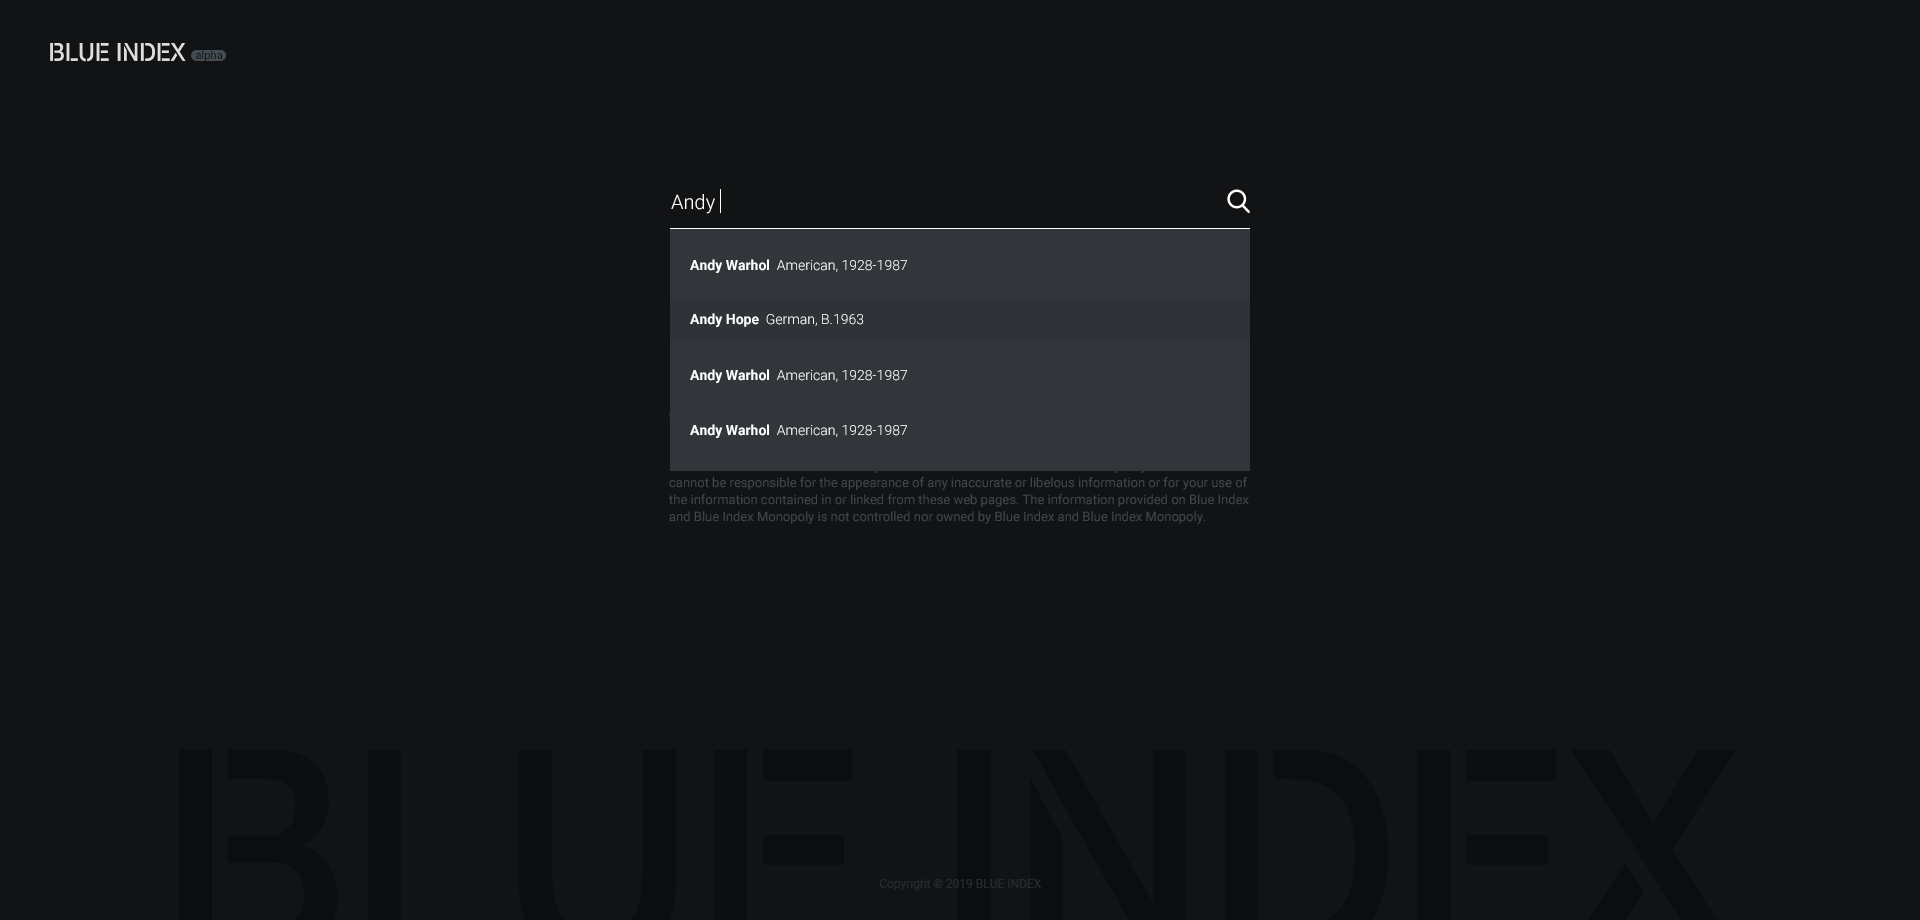 BLUE INDEX alpha
Andy
Andy Warhol American, 1928-1987
Andy Hope German, B.1963
Andy Warhol American, 1928-1987
Andy Warhol American, 1928-1987
cannot be responsible for the appearance of any inaccurate or libelous information or for your use of
the information contained in or linked from these web pages. The information provided on Blue Index
and Blue Index Monopoly is not controlled nor owned by Blue Index and Blue Index Monopoly.
BLUE INDEX
Copyright © 2019 BLUE INDEX